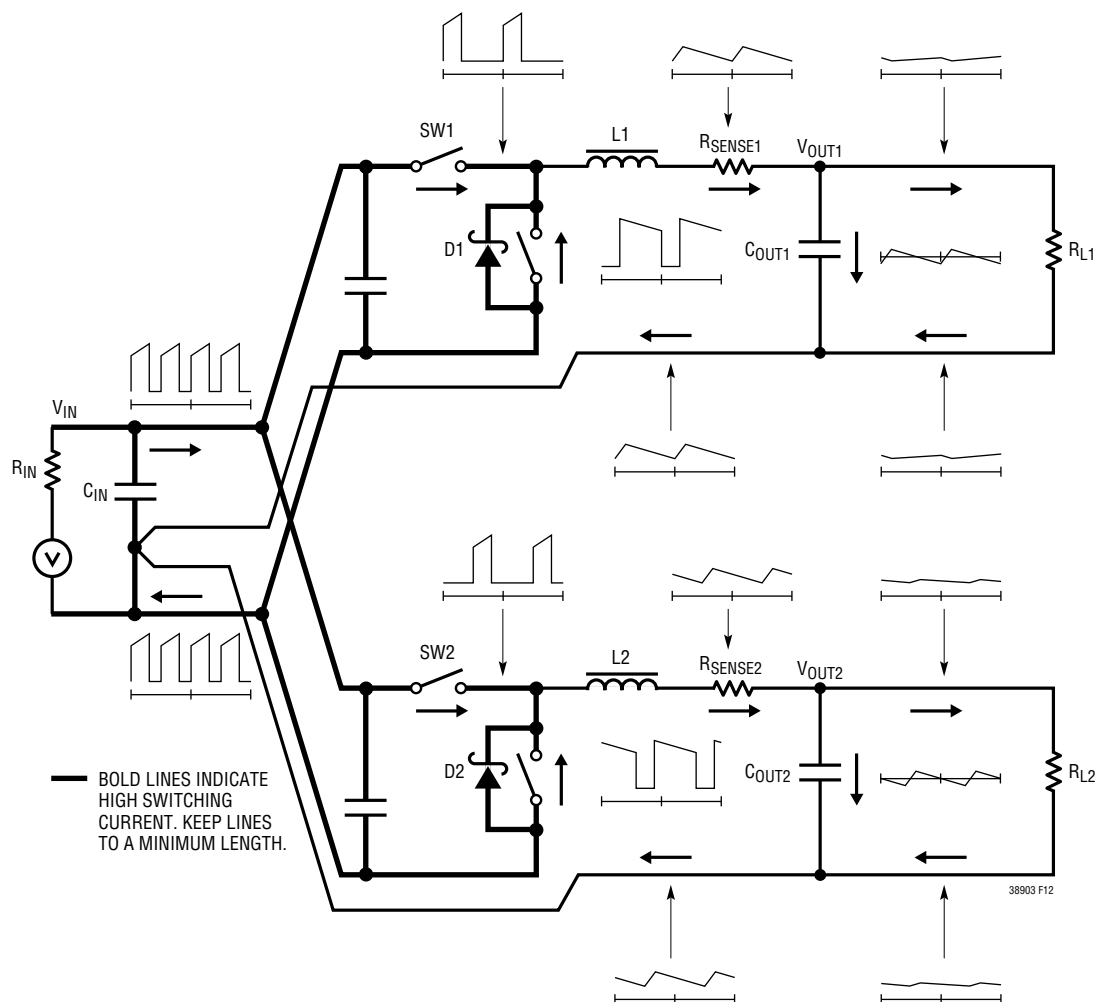 SW1
L1
RSENSE1
VOUT1
D1
COUT1
RL1
VIN
RIN
CIN
V
SW2
L2
RSENSE2
VOUT2
D2
COUT2
RL2
BOLD LINES INDICATE
HIGH SWITCHING
CURRENT. KEEP LINES
TO A MINIMUM LENGTH.
38903 F12